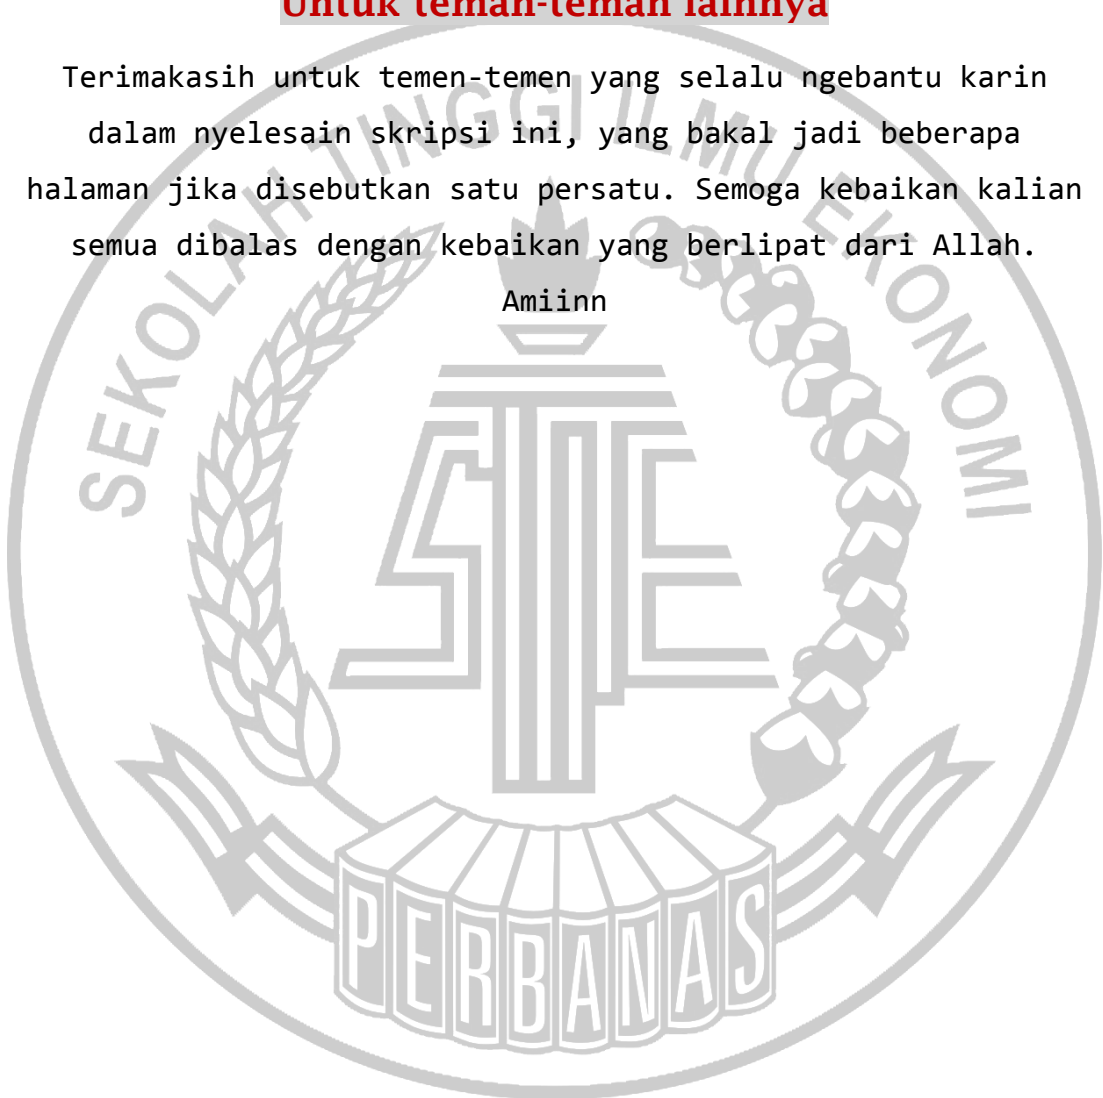 Untuk teman-teman lainnya
Terimakasih untuk temen-temen yang selalu ngebantu karin
dalam nyelesain skripsi ini, yang bakal jadi beberapa
halaman jika disebutkan satu persatu. Semoga kebaikan kalian
semua dibalas dengan kebaikan yang berlipat dari Allah.
Amiinn
SEKOLAH TINGGI ILMU EKONOMI
STIE
PERBANAS